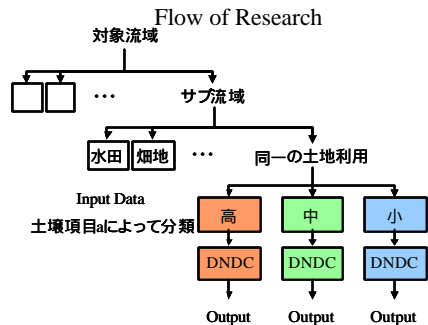 Flow of Research
対象流域
… サブ流域
水田 畑地 … 同一の土地利用
Input Data
土壌項目aによって分類
高 中 小
DNDC DNDC DNDC
Output Output Output